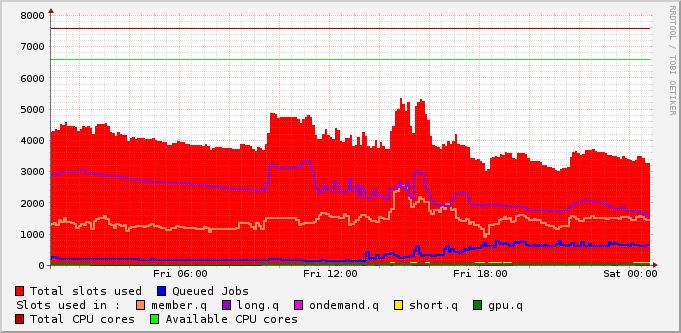 8000
7000
6000
5000
4000
3000
2000
1000
0
Fri 06:00 Fri 12:00 Fri 18:00 Sat 00:00
RRDTOOL / TOBI OETIKER
Total slots used Queued Jobs
Slots used in : member.q long.q ondemand.q short.q gpu.q
Total CPU cores Available CPU cores